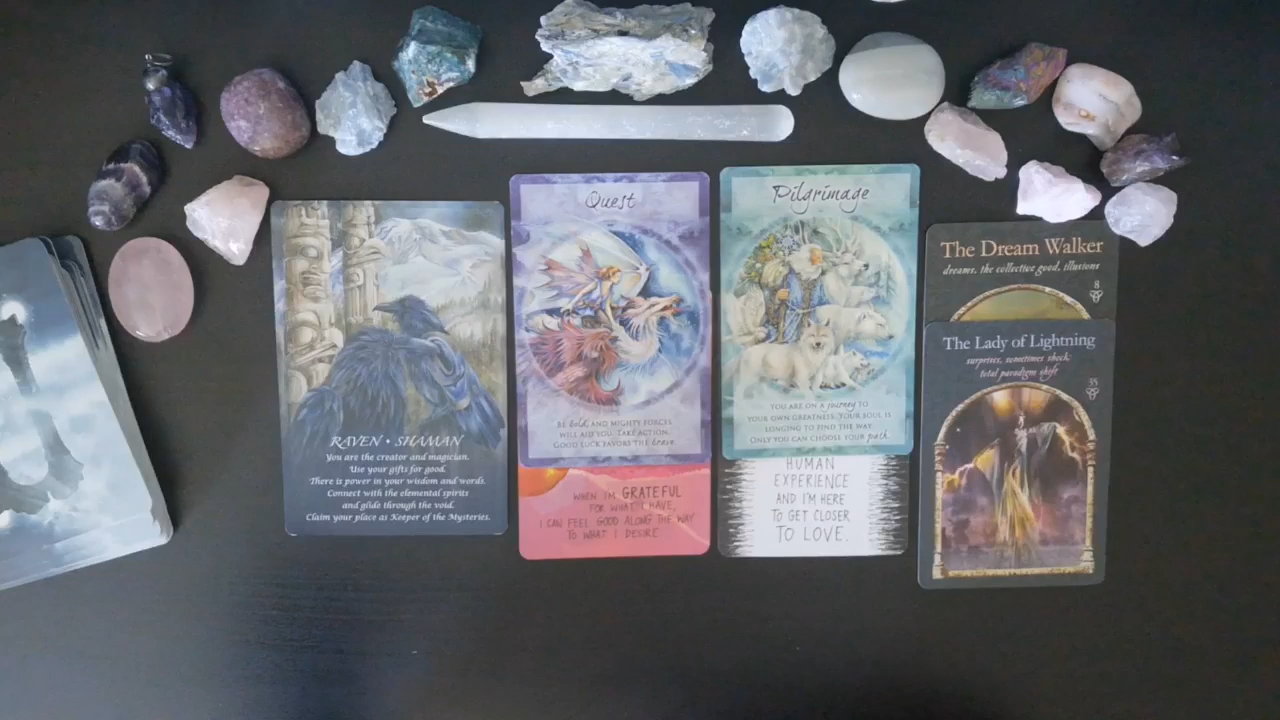 RAVEN • SHAMAN
You are the creator and magician.
Use your gifts for good.
There is power in your wisdom and words.
Connect with the elemental spirits
and glide through the void.
Claim your place as Keeper of the Mysteries.
Quest
BE bold, AND MIGHTY FORCES
WILL AID YOU. TAKE ACTION.
GOOD LUCK FAVORS THE brave.
WHEN I'M GRATEFUL
FOR WHAT I HAVE,
I CAN FEEL GOOD ALONG THE WAY
TO WHAT I DESIRE
Pilgrimage
YOU ARE ON A journey TO
YOUR OWN GREATNESS. YOUR SOUL IS
LONGING TO FIND THE WAY
ONLY YOU CAN CHOOSE YOUR path.
HUMAN
EXPERIENCE
AND I'M HERE
TO GET CLOSER
TO LOVE.
The Dream Walker
dreams, the collective good, illusions
8
The Lady of Lightning
surprises, sometimes shock;
total paradigm shift
35